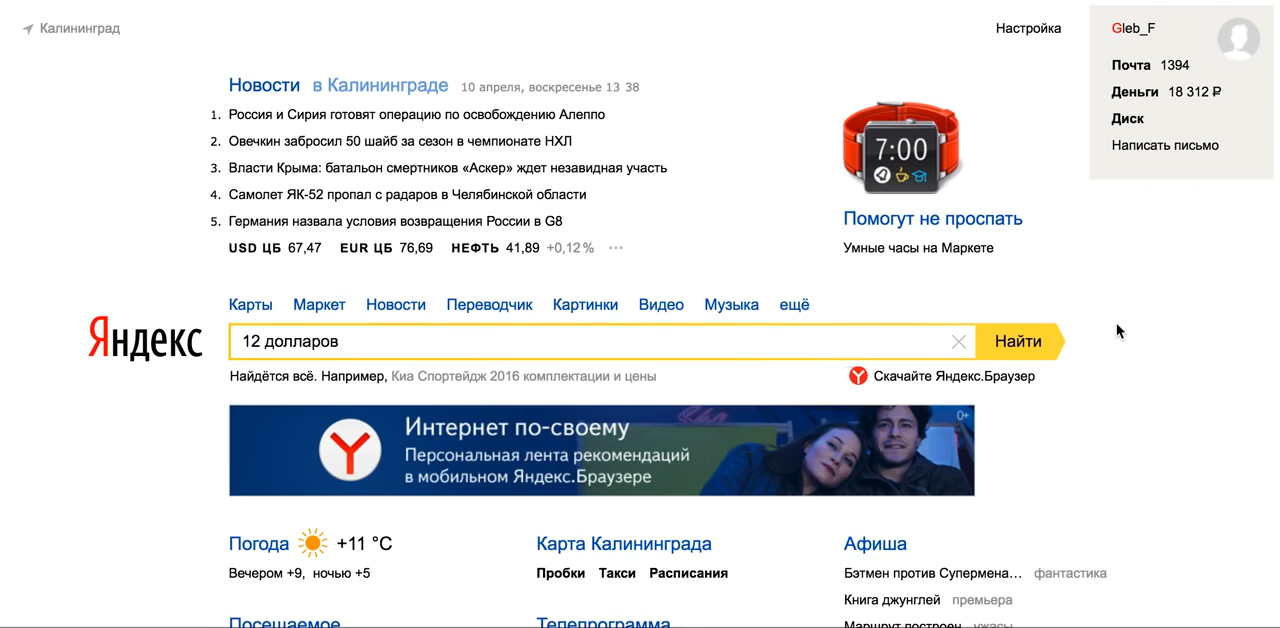 Калининград
Настройка
Gleb_F
Почта 1394
Деньги 18 312 ₽
Диск
Написать письмо
Новости в Калининграде 10 апреля, воскресенье 13 38
1. Россия и Сирия готовят операцию по освобождению Алеппо
2. Овечкин забросил 50 шайб за сезон в чемпионате НХЛ
3. Власти Крыма: батальон смертников «Аскер» ждет незавидная участь
4. Самолет ЯК-52 пропал с радаров в Челябинской области
5. Германия назвала условия возвращения России в G8
USD ЦБ 67,47 EUR ЦБ 76,69 НЕФТЬ 41,89 +0,12% ···
7:00
Помогут не проспать
Умные часы на Маркете
Карты Маркет Новости Переводчик Картинки Видео Музыка ещё
Яндекс
12 долларов
Найти
Найдётся всё. Например, Киа Спортейдж 2016 комплектации и цены
Скачайте Яндекс.Браузер
Интернет по-своему
Персональная лента рекомендаций
в мобильном Яндекс.Браузере
0+
Погода +11 °C
Вечером +9, ночью +5
Карта Калининграда
Пробки Такси Расписания
Афиша
Бэтмен против Супермена… фантастика
Книга джунглей премьера
Маршрут построен ужасы
Посещаемое
Телепрограмма